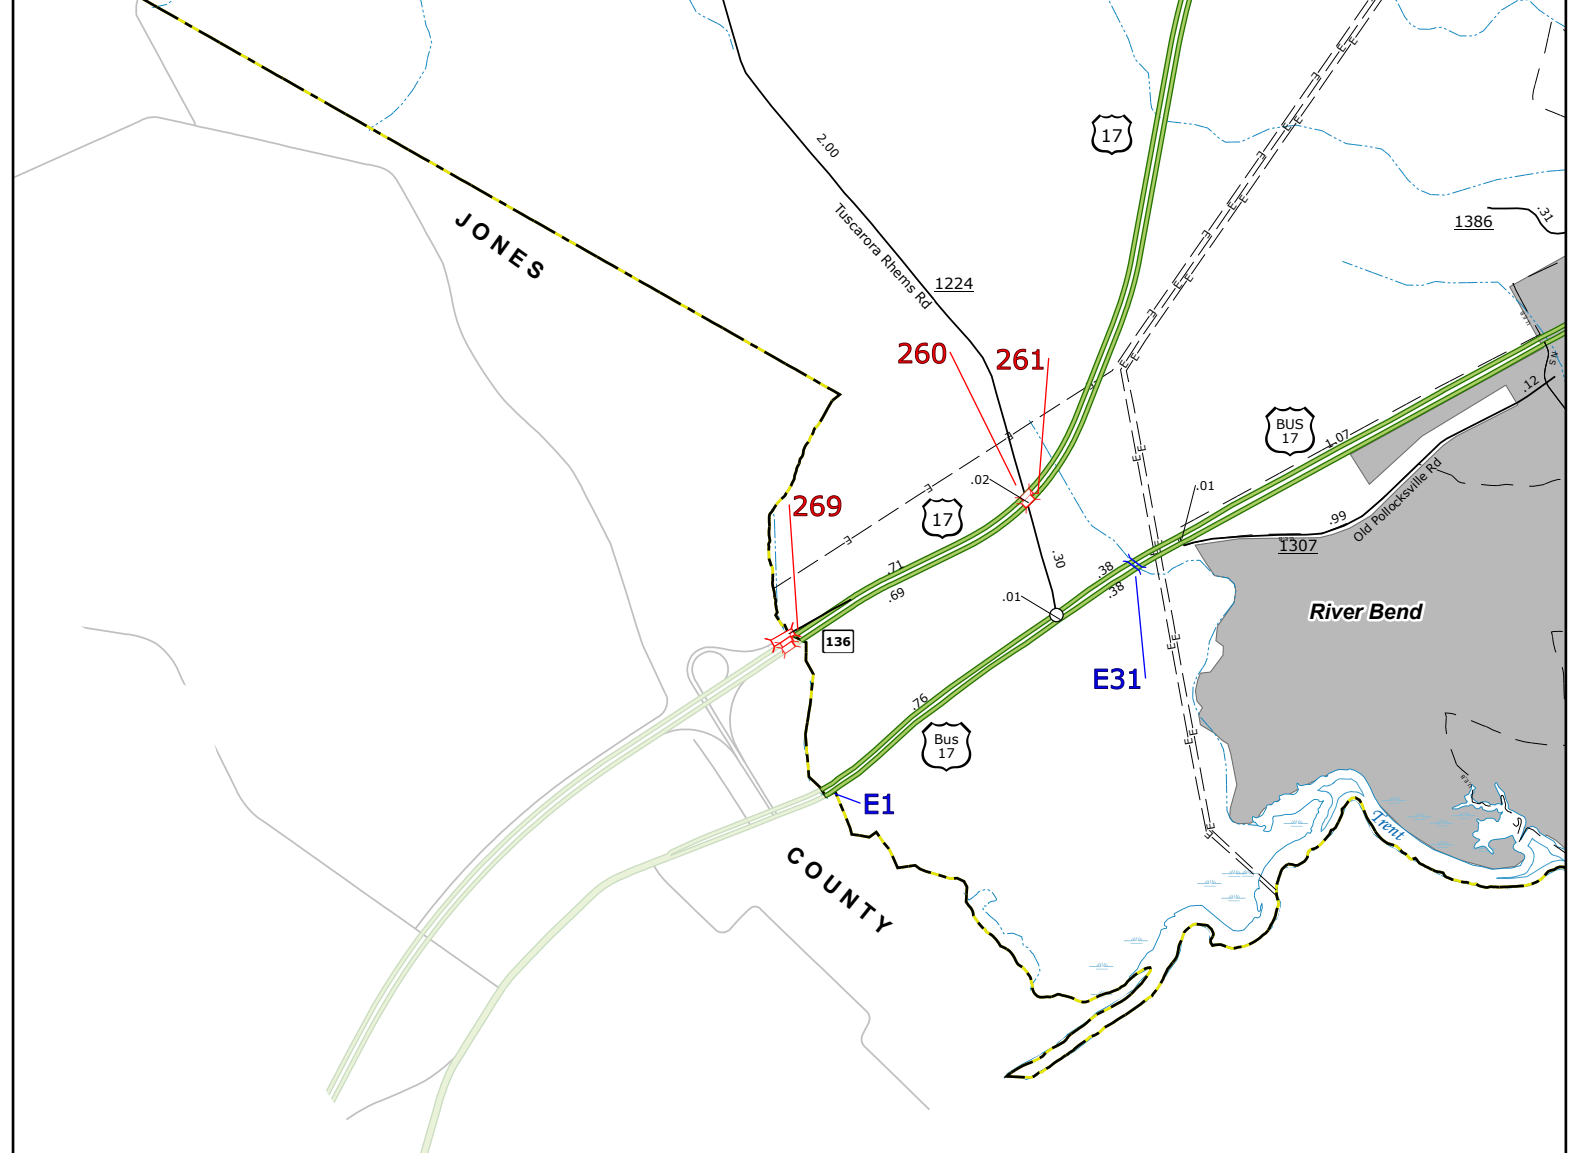 17
2.00
JONES
Tuscarora Rhems Rd
1224
1386
.31
260
261
BUS
17
1.07
.12
.02
.01
269
17
.99
Old Pollocksville Rd
1307
.71
.69
.30
.38
.38
.01
136
River Bend
E31
.76
Bus
17
E1
COUNTY
Trent
E
E
E
E